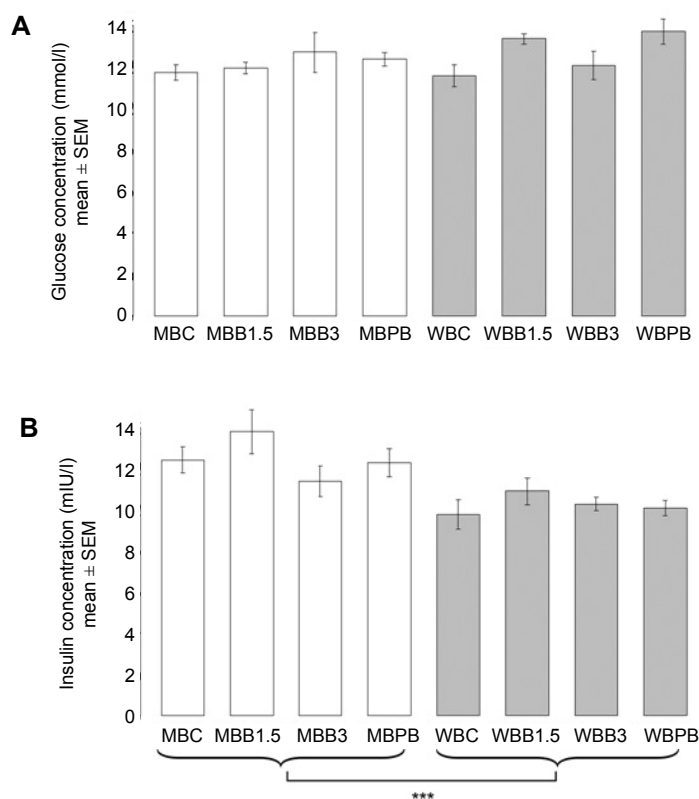 A
Glucose concentration (mmol/l)
mean ± SEM
14
12
10
8
6
4
2
0
MBC MBB1.5 MBB3 MBPB WBC WBB1.5 WBB3 WBPB
B
Insulin concentration (mIU/l)
mean ± SEM
14
12
10
8
6
4
2
0
MBC MBB1.5 MBB3 MBPB WBC WBB1.5 WBB3 WBPB
***